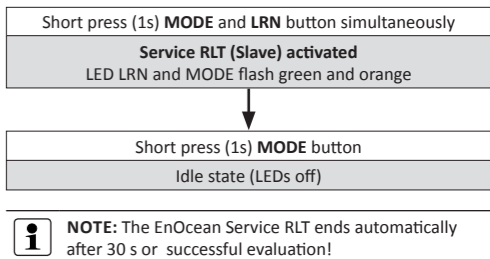 Short press (1s) MODE and LRN button simultaneously
Service RLT (Slave) activated
LED LRN and MODE flash green and orange
Short press (1s) MODE button
Idle state (LEDs off)
NOTE: The EnOcean Service RLT ends automatically
after 30 s or successful evaluation!